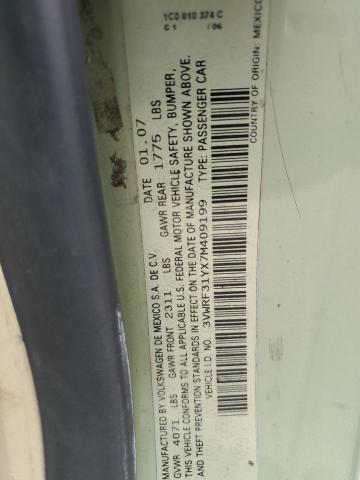 1C0 010 374 C
C 1 / 06
MANUFACTURED BY VOLKSWAGEN DE MEXICO S.A. DE C.V. DATE 01.07
GVWR 4071 LBS GAWR FRONT 2311 LBS GAWR REAR 1775 LBS
THIS VEHICLE CONFORMS TO ALL APPLICABLE U.S. FEDERAL MOTOR VEHICLE SAFETY, BUMPER,
AND THEFT PREVENTION STANDARDS IN EFFECT ON THE DATE OF MANUFACTURE SHOWN ABOVE.
VEHICLE I.D. NO. 3VWRF31YX7M409199 TYPE: PASSENGER CAR
COUNTRY OF ORIGIN: MEXICO